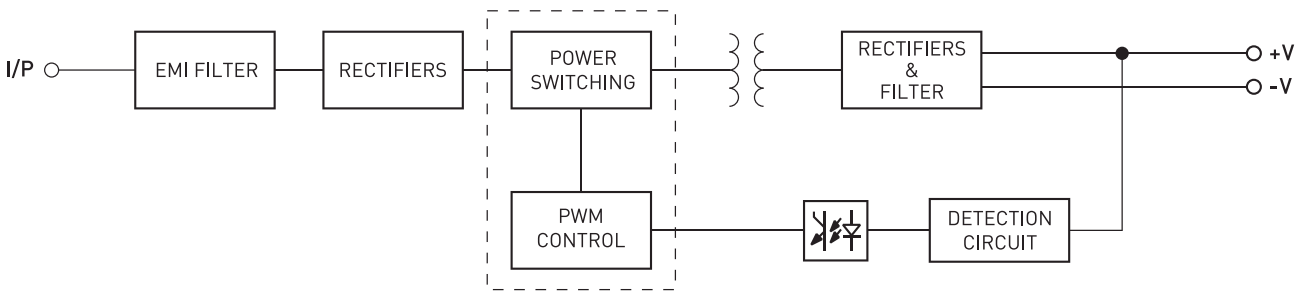 I/P
EMI FILTER
RECTIFIERS
POWER
SWITCHING
RECTIFIERS
&
FILTER
+V
-V
PWM
CONTROL
DETECTION
CIRCUIT